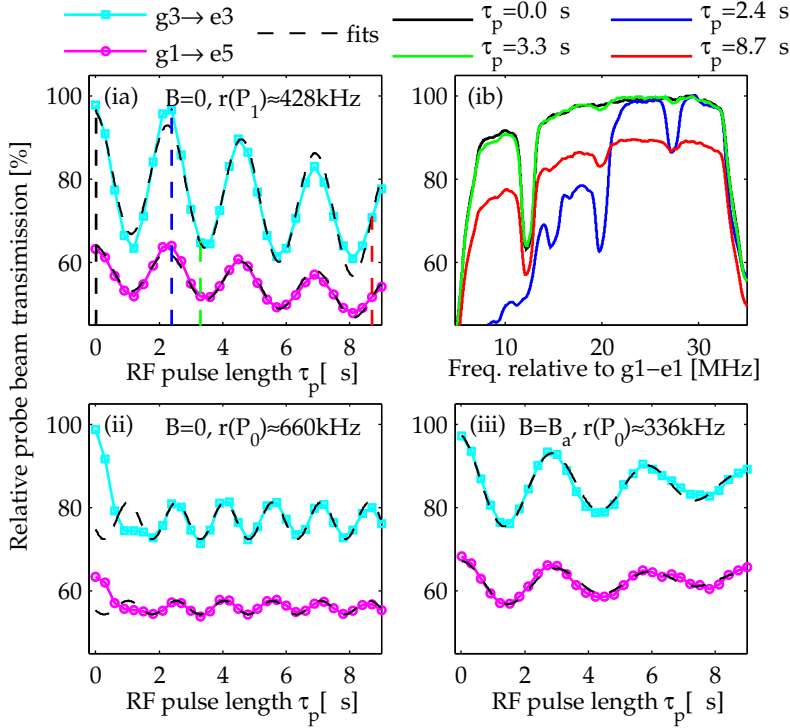 g3→ e3
g1→ e5
fits
τp=0.0 s
τp=3.3 s
τp=2.4 s
τp=8.7 s
Relative probe beam transmission [%]
(ia)
B=0, r(P1)≈428kHz
100
80
60
0 2 4 6 8
RF pulse length τp[ s]
(ib)
100
80
60
10 20 30
Freq. relative to g1−e1 [MHz]
(ii)
B=0, r(P0)≈660kHz
100
80
60
0 2 4 6 8
RF pulse length τp[ s]
(iii)
B=Ba, r(P0)≈336kHz
100
80
60
0 2 4 6 8
RF pulse length τp[ s]